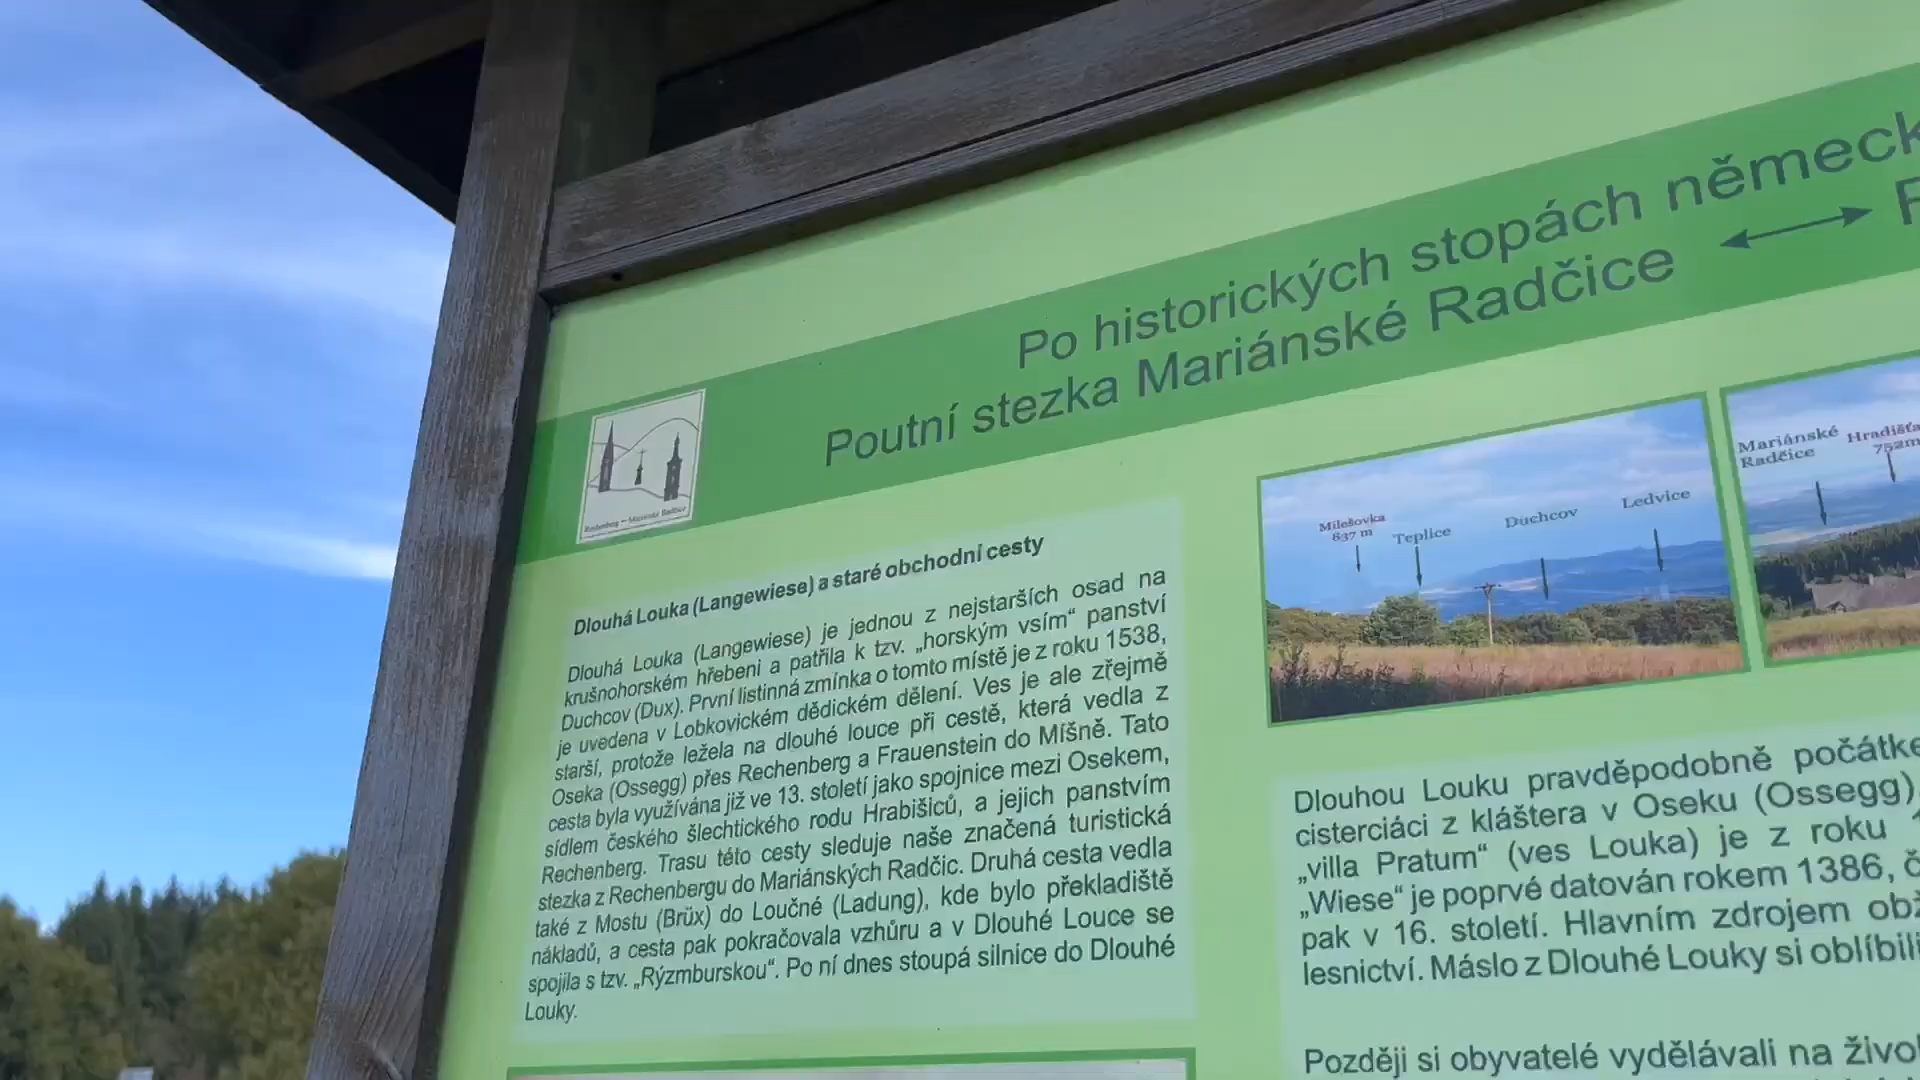 Po historických stopách
Poutní stezka Mariánské Radčice
Rechenberg – Mariánské Radčice
Dlouhá Louka (Langewiese) a staré obchodní cesty
Dlouhá Louka (Langewiese) je jednou z nejstarších osad na
krušnohorském hřebeni a patřila k tzv. „horským vsím“ panství
Duchcov (Dux). První listinná zmínka o tomto místě je z roku 1538,
je uvedena v Lobkovickém dědickém dělení. Ves je ale zřejmě
starší, protože ležela na dlouhé louce při cestě, která vedla z
Oseka (Ossegg) přes Rechenberg a Frauenstein do Míšně. Tato
cesta byla využívána již ve 13. století jako spojnice mezi Osekem,
sídlem českého šlechtického rodu Hrabišiců, a jejich panstvím
Rechenberg. Trasu této cesty sleduje naše značená turistická
stezka z Rechenbergu do Mariánských Radčic. Druhá cesta vedla
také z Mostu (Brüx) do Loučné (Ladung), kde bylo překladiště
nákladů, a cesta pak pokračovala vzhůru a v Dlouhé Louce se
spojila s tzv. „Rýzmburskou“. Po ní dnes stoupá silnice do Dlouhé
Louky.
Milešovka
837 m
Teplice
Duchcov
Ledvice
Mariánské
Radčice
752m
Dlouhou Louku pravděpodobně
cisterciáci z kláštera v Oseku (Ossegg),
„villa Pratum“ (ves Louka) je z roku
„Wiese“ je poprvé datován rokem 1386,
pak v 16. století. Hlavním zdrojem
lesnictví. Máslo z Dlouhé Louky si
Později si obyvatelé vydělávali na